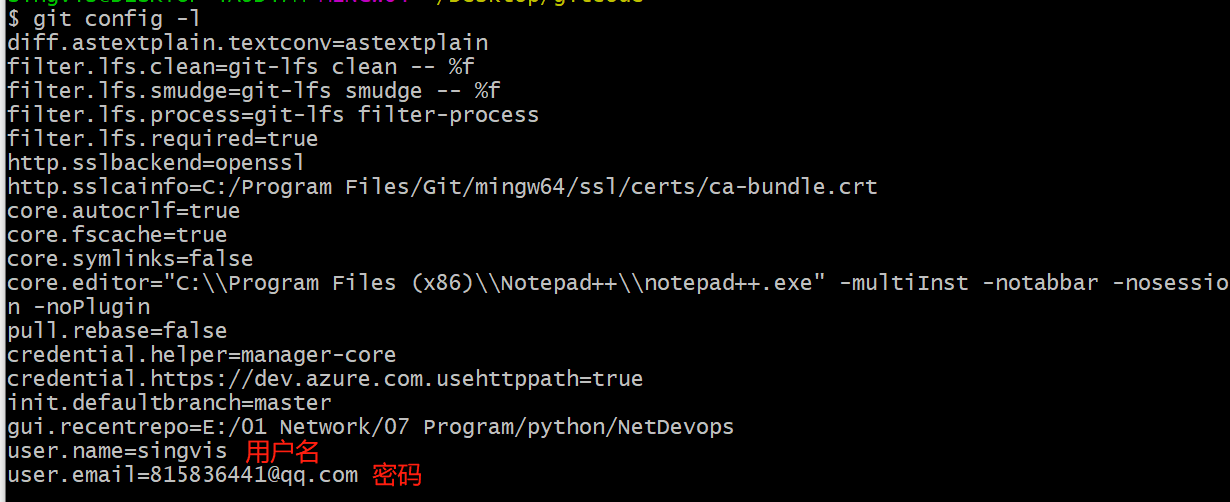 $ git config -l
diff.astextplain.textconv=astextplain
filter.lfs.clean=git-lfs clean -- %f
filter.lfs.smudge=git-lfs smudge -- %f
filter.lfs.process=git-lfs filter-process
filter.lfs.required=true
http.sslbackend=openssl
http.sslcainfo=C:/Program Files/Git/mingw64/ssl/certs/ca-bundle.crt
core.autocrlf=true
core.fscache=true
core.symlinks=false
core.editor="C:\\Program Files (x86)\\Notepad++\\notepad++.exe" -multiInst -notabbar -nosessio
n -noPlugin
pull.rebase=false
credential.helper=manager-core
credential.https://dev.azure.com.usehttppath=true
init.defaultbranch=master
gui.recentrepo=E:/01 Network/07 Program/python/NetDevops
user.name=singvis 用户名
user.email=815836441@qq.com 密码